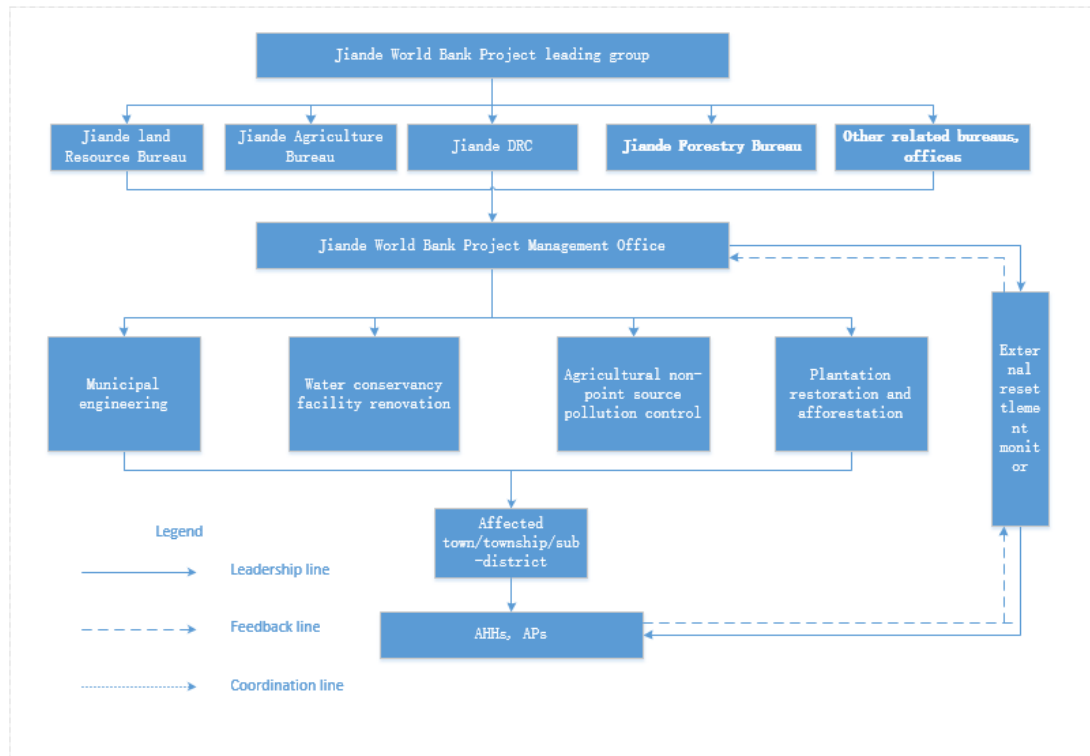 Jiande World Bank Project leading group
Jiande land
Resource Bureau
Jiande Agriculture
Bureau
Jiande DRC
Jiande Forestry Bureau
Other related bureaus,
offices
Jiande World Bank Project Management Office
Municipal
engineering
Water conservancy
facility renovation
Agricultural non-
point source
pollution control
Plantation
restoration and
afforestation
Exter
nal
reset
tleme
nt
monit
or
Affected
town/township/sub
-district
AHHs, APs
Legend
Leadership line
Feedback line
Coordination line